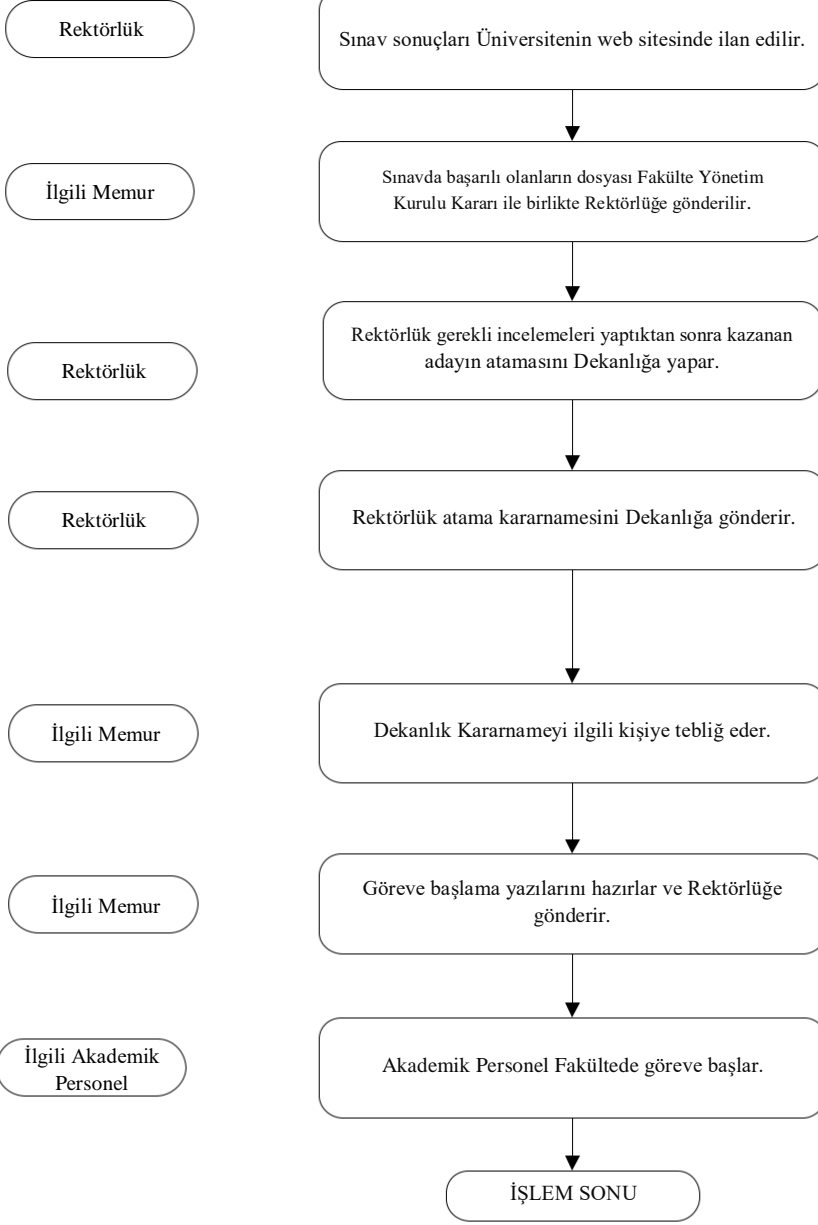 Rektörlük
Sınav sonuçları Üniversitenin web sitesinde ilan edilir.
İlgili Memur
Sınavda başarılı olanların dosyası Fakülte Yönetim
Kurulu Kararı ile birlikte Rektörlüğe gönderilir.
Rektörlük
Rektörlük gerekli incelemeleri yaptıktan sonra kazanan
adayın atamasını Dekanlığa yapar.
Rektörlük
Rektörlük atama kararnamesini Dekanlığa gönderir.
İlgili Memur
Dekanlık Kararnameyi ilgili kişiye tebliğ eder.
İlgili Memur
Göreve başlama yazılarını hazırlar ve Rektörlüğe
gönderir.
İlgili Akademik
Personel
Akademik Personel Fakültede göreve başlar.
İŞLEM SONU